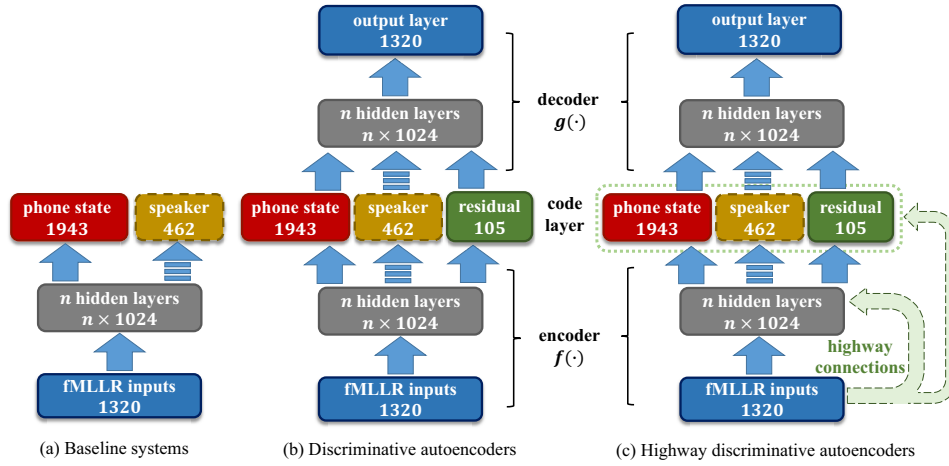 phone state
1943
speaker
462
n hidden layers
n × 1024
fMLLR inputs
1320
(a) Baseline systems
output layer
1320
n hidden layers
n × 1024
phone state
1943
speaker
462
residual
105
n hidden layers
n × 1024
fMLLR inputs
1320
(b) Discriminative autoencoders
decoder
g(·)
code
layer
encoder
f(·)
output layer
1320
n hidden layers
n × 1024
phone state
1943
speaker
462
residual
105
n hidden layers
n × 1024
highway
connections
fMLLR inputs
1320
(c) Highway discriminative autoencoders